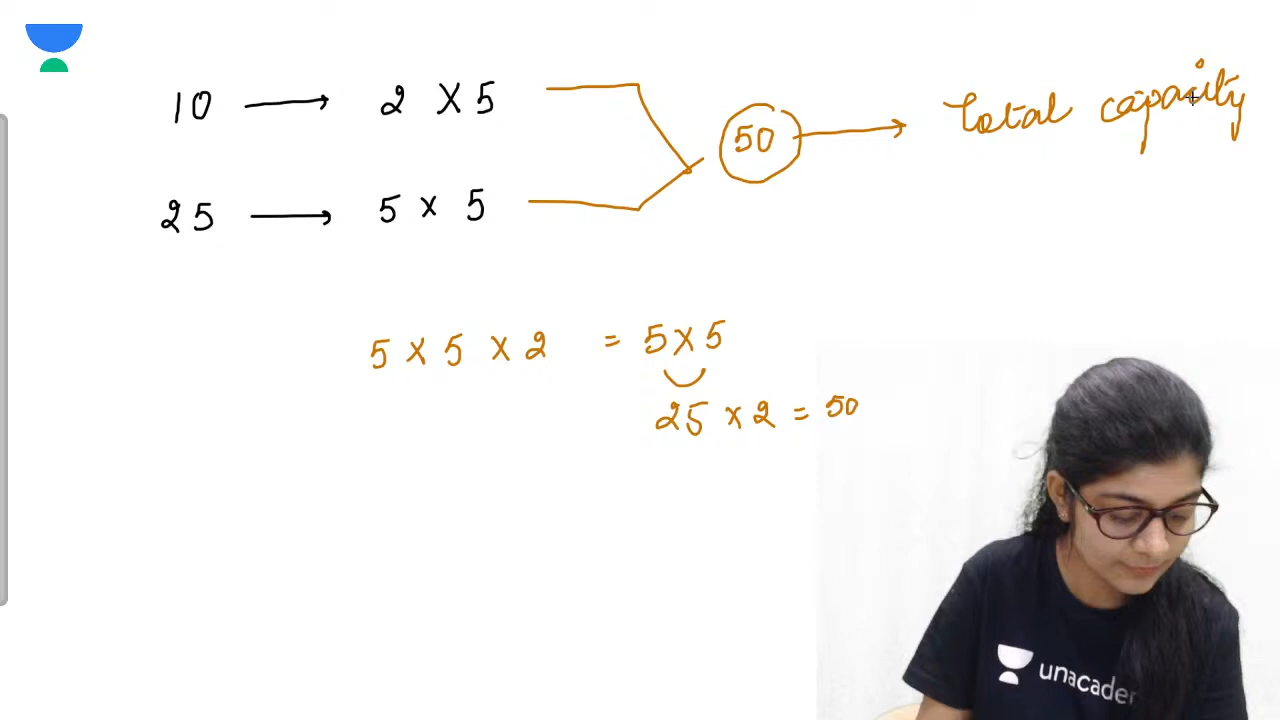 10 → 2 X 5
50 → Total capacity
25 → 5 x 5
5 x 5 x 2 = 5 x 5
25 x 2 = 50
unacade